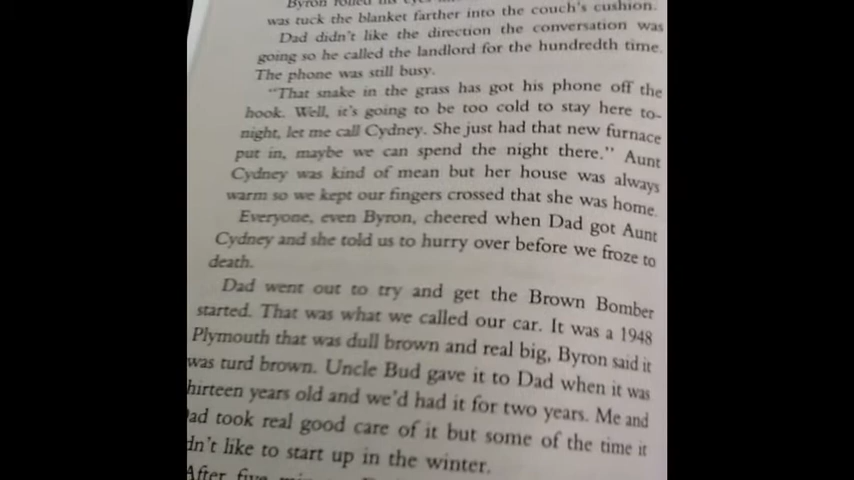 Byron rolled his eyes
was tuck the blanket farther into the couch's cushion.
Dad didn't like the direction the conversation was
going so he called the landlord for the hundredth time.
The phone was still busy.
"That snake in the grass has got his phone off the
hook. Well, it's going to be too cold to stay here to-
night, let me call Cydney. She just had that new furnace
put in, maybe we can spend the night there." Aunt
Cydney was kind of mean but her house was always
warm so we kept our fingers crossed that she was home.
Everyone, even Byron, cheered when Dad got Aunt
Cydney and she told us to hurry over before we froze to
death.
Dad went out to try and get the Brown Bomber
started. That was what we called our car. It was a 1948
Plymouth that was dull brown and real big, Byron said it
was turd brown. Uncle Bud gave it to Dad when it was
hirteen years old and we'd had it for two years. Me and
ad took real good care of it but some of the time it
dn't like to start up in the winter.
After five